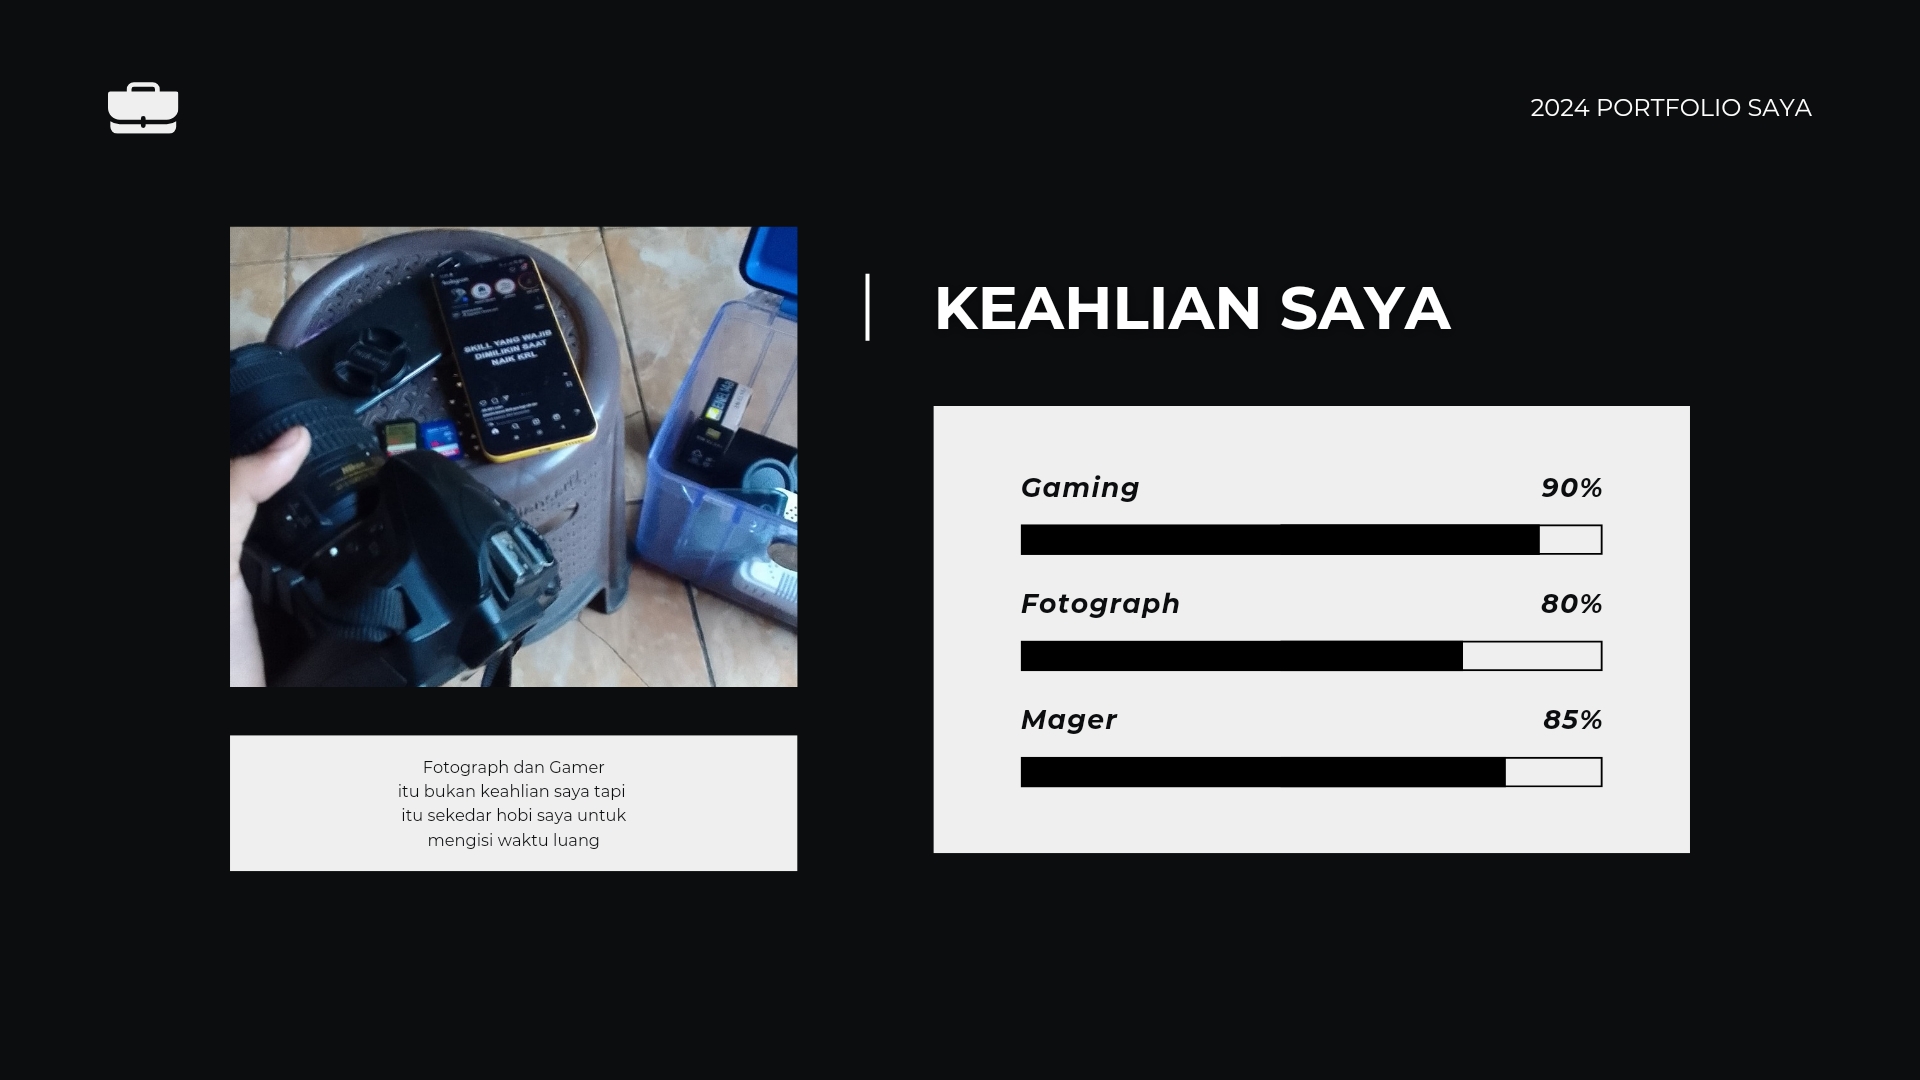 2024 PORTFOLIO SAYA
SKILL YANG WAJIB
DIMILIKIN SAAT
NAIK KRL
Nikon
KEAHLIAN SAYA
Gaming 90%
Fotograph 80%
Mager 85%
Fotograph dan Gamer
itu bukan keahlian saya tapi
itu sekedar hobi saya untuk
mengisi waktu luang